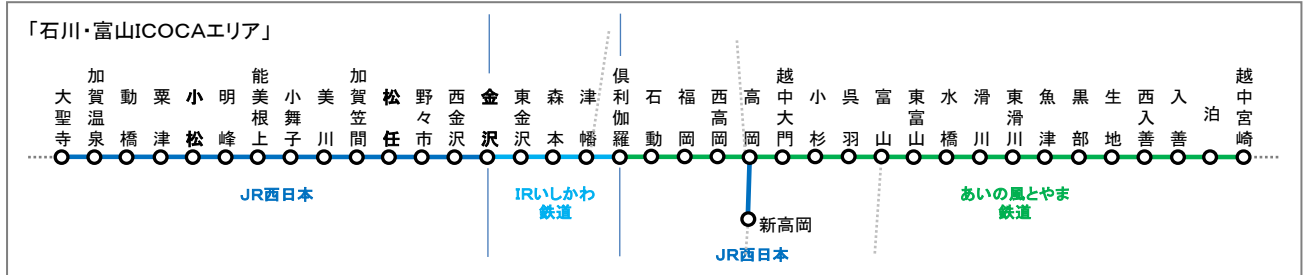 「石川・富山ICOCAエリア」
大聖寺
加賀温泉
動橋
粟津
小松
明峰
能美根上
小舞子
美川
加賀笠間
松任
野々市
西金沢
金沢
東金沢
森本
津幡
倶利伽羅
石動
福岡
西高岡
高岡
越中大門
小杉
呉羽
富山
東富山
水橋
滑川
東滑川
魚津
黒部
生地
西入善
入善
泊
越中宮崎
JR西日本
IRいしかわ
鉄道
あいの風とやま
鉄道
新高岡
JR西日本